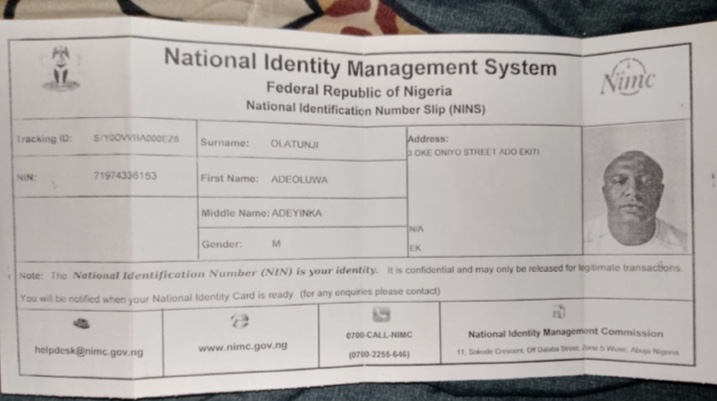 National Identity Management System
Federal Republic of Nigeria
National Identification Number Slip (NINS)
Nimc
Tracking ID:
Surname: OLATUNJI
Address:
3 OKE ONIYO STREET ADO EKITI
NIN: 71974336153
First Name: ADEOLUWA
Middle Name: ADEYINKA
N/A
Gender: M
EK
Note: The National Identification Number (NIN) is your identity. It is confidential and may only be released for legitimate transactions.
You will be notified when your National Identity Card is ready (for any enquiries please contact)
helpdesk@nimc.gov.ng
www.nimc.gov.ng
0700-CALL-NIMC
(0700-2255-646)
National Identity Management Commission
11, Sokode Crescent, Off Dalaba Street, Zone 5 Wuse, Abuja Nigeria